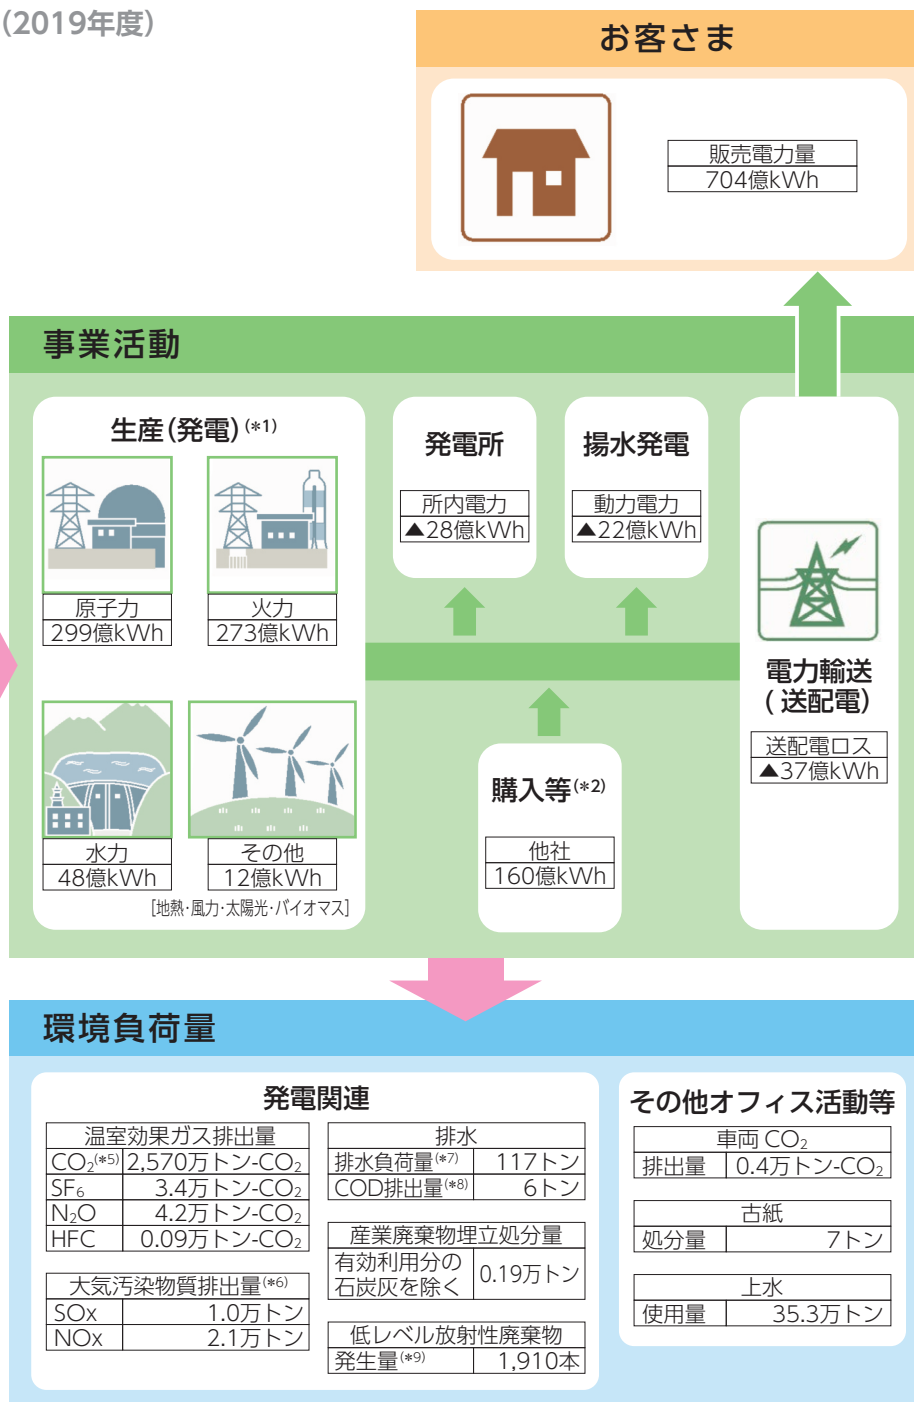 (2019年度)
お客さま
販売電力量
704億kWh
事業活動
生産(発電)(*1)
原子力
299億kWh
火力
273億kWh
水力
48億kWh
その他
12億kWh
[地熱・風力・太陽光・バイオマス]
発電所
所内電力
▲28億kWh
揚水発電
動力電力
▲22億kWh
購入等(*2)
他社
160億kWh
電力輸送
(送配電)
送配電ロス
▲37億kWh
環境負荷量
発電関連
温室効果ガス排出量
CO₂(*5) 2,570万トン-CO₂
SF₆ 3.4万トン-CO₂
N₂O 4.2万トン-CO₂
HFC 0.09万トン-CO₂
大気汚染物質排出量(*6)
SOx 1.0万トン
NOx 2.1万トン
排水
排水負荷量(*7) 117トン
COD排出量(*8) 6トン
産業廃棄物埋立処分量
有効利用分の
石炭灰を除く 0.19万トン
低レベル放射性廃棄物
発生量(*9) 1,910本
その他オフィス活動等
車両 CO₂
排出量 0.4万トン-CO₂
古紙
処分量 7トン
上水
使用量 35.3万トン